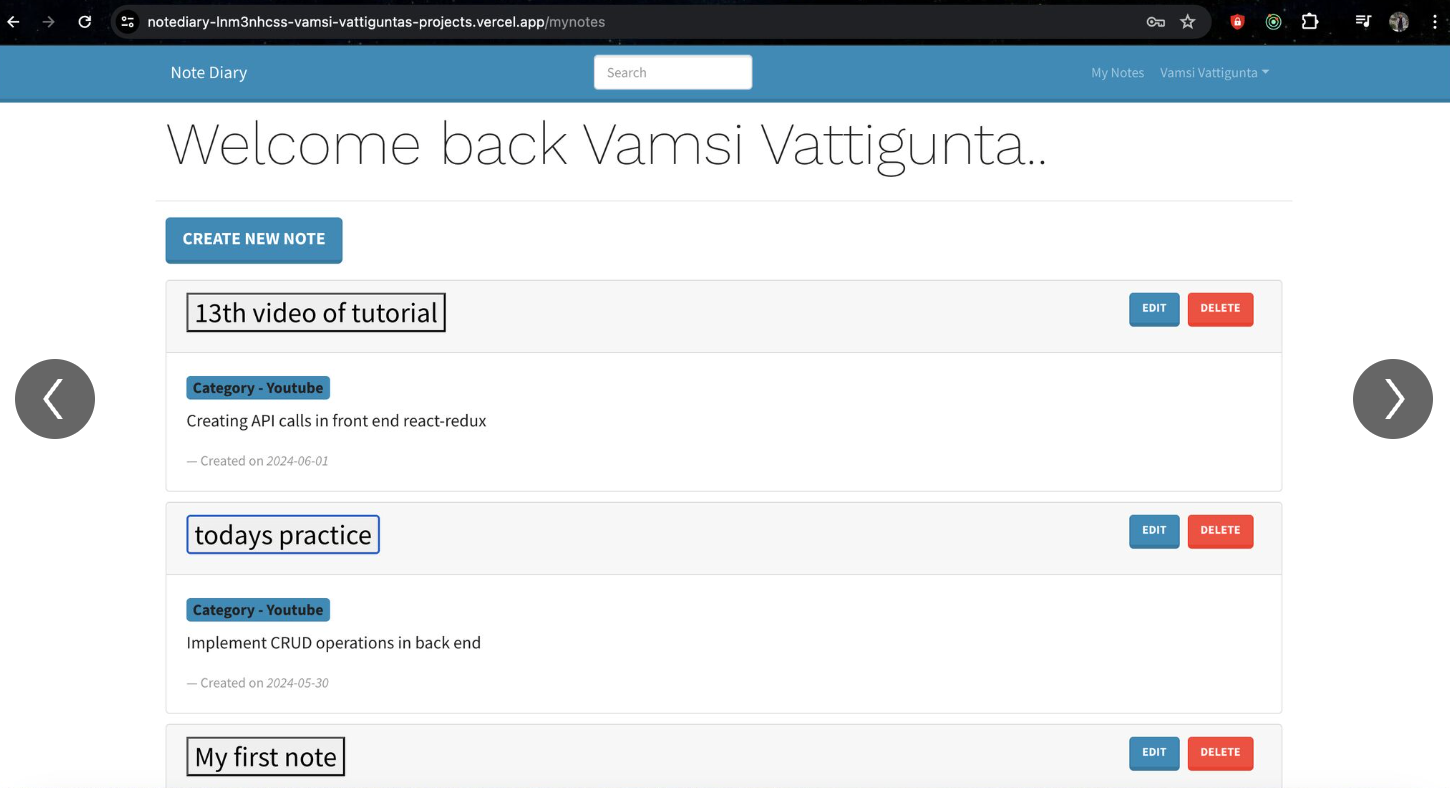 notediary-lnm3nhcss-vamsi-vattiguntas-projects.vercel.app/mynotes
Note Diary
Search
My Notes
Vamsi Vattigunta
Welcome back Vamsi Vattigunta..
CREATE NEW NOTE
13th video of tutorial
EDIT
DELETE
Category - Youtube
Creating API calls in front end react-redux
— Created on 2024-06-01
todays practice
EDIT
DELETE
Category - Youtube
Implement CRUD operations in back end
— Created on 2024-05-30
My first note
EDIT
DELETE